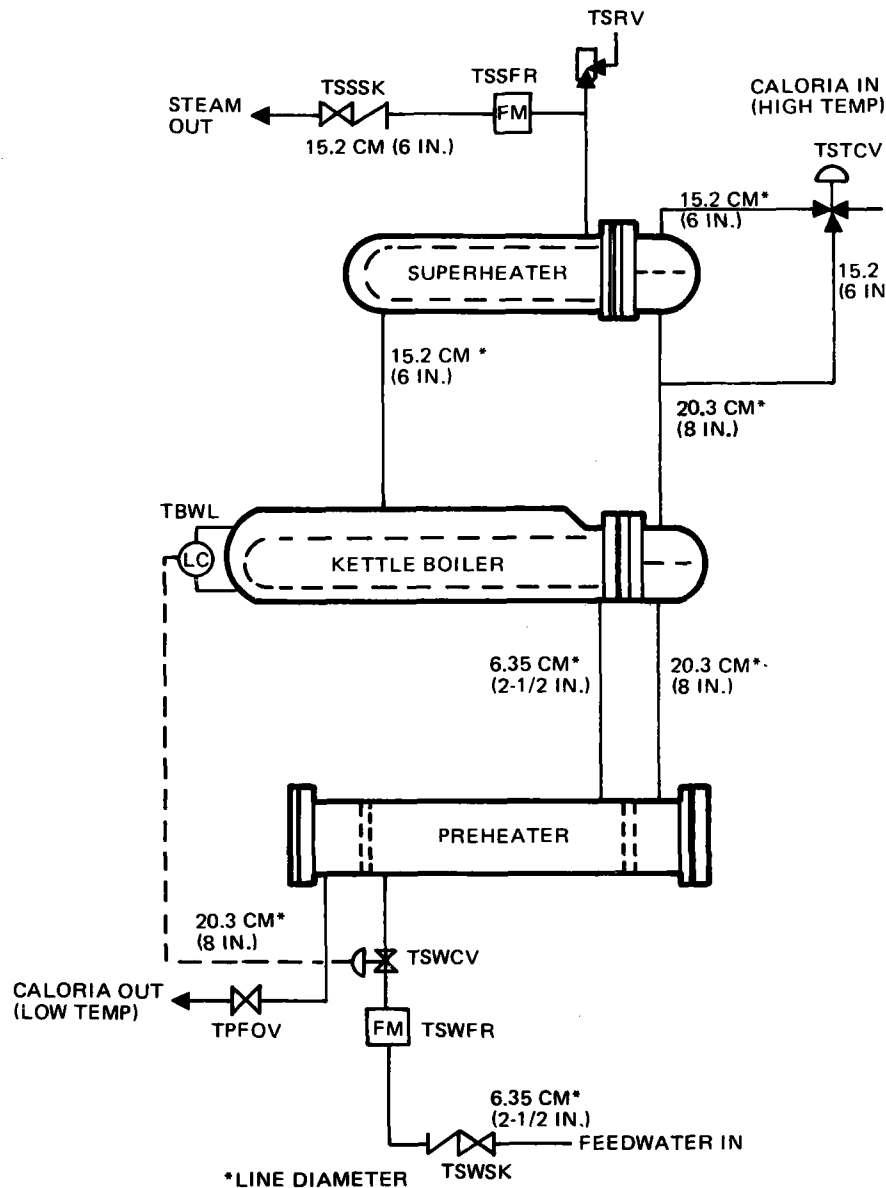 TSRV
TSSSK
TSSFR
CALORIA IN
(HIGH TEMP)
STEAM
OUT
FM
15.2 CM (6 IN.)
TSTCV
15.2 CM*
(6 IN.)
SUPERHEATER
15.2
(6 IN
15.2 CM *
(6 IN.)
20.3 CM*
(8 IN.)
TBWL
LC
KETTLE BOILER
6.35 CM*
(2-1/2 IN.)
20.3 CM*
(8 IN.)
PREHEATER
20.3 CM*
(8 IN.)
TSWCV
CALORIA OUT
(LOW TEMP)
TPFOV
FM
TSWFR
6.35 CM*
(2-1/2 IN.)
FEEDWATER IN
TSWSK
*LINE DIAMETER